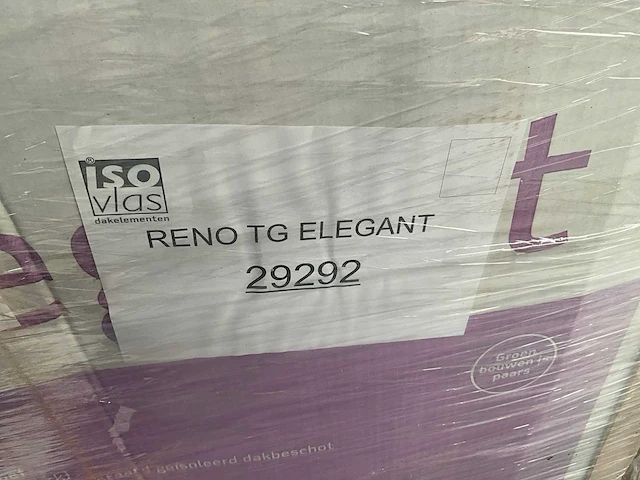 ® iso
vlas
dakelementen
RENO TG ELEGANT
29292
t
Groen
bouwen is
paars
geïsoleerd dakbeschot